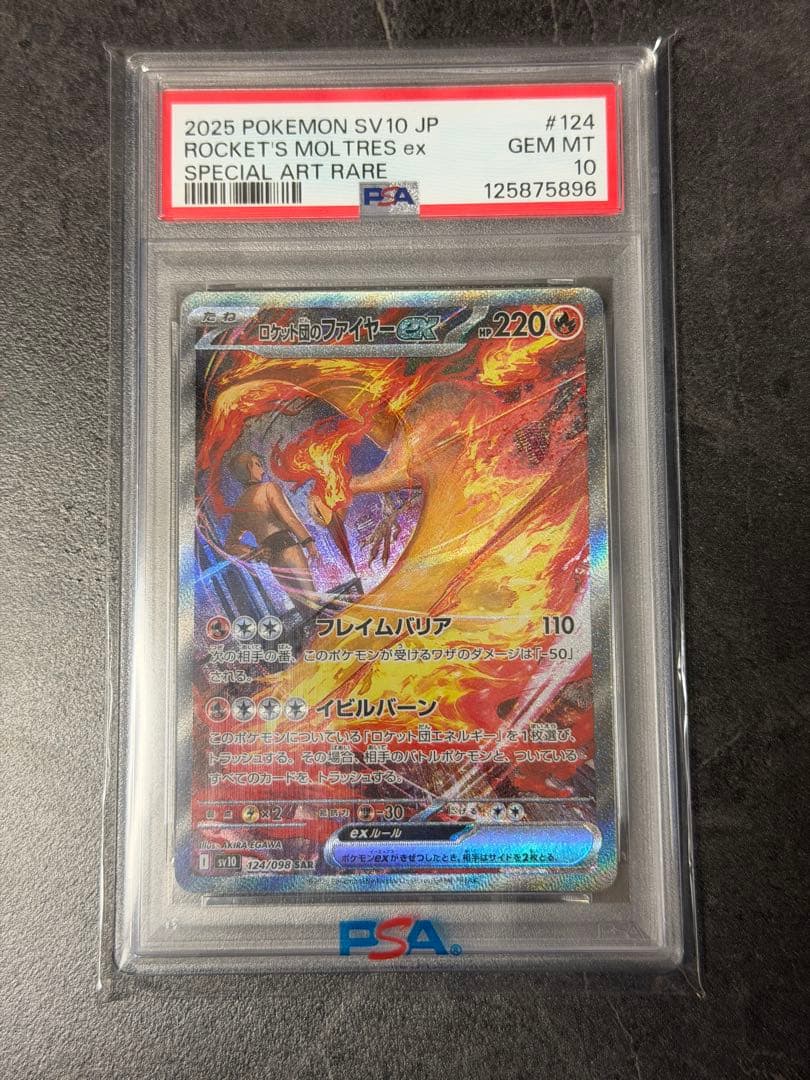 2025 POKEMON SV10 JP #124
ROCKET'S MOLTRES ex GEM MT
SPECIAL ART RARE 10
PSA 125875896
たね ロケット団のファイヤーex HP220
フレイムバリア 110
次の相手の番、このポケモンが受けるワザのダメージは「-50」
される。
イビルバーン
このポケモンについている「ロケット団エネルギー」を1枚選び、
トラッシュする。その場合、相手のバトルポケモンと、ついている
すべてのカードを、トラッシュする。
弱点 ×2 抵抗力 -30 にげる
exルール
ポケモンexがきぜつしたとき、相手はサイドを2枚とる。
Illus. AKIRA EGAWA
I sv10 124/098 SAR
PSA®